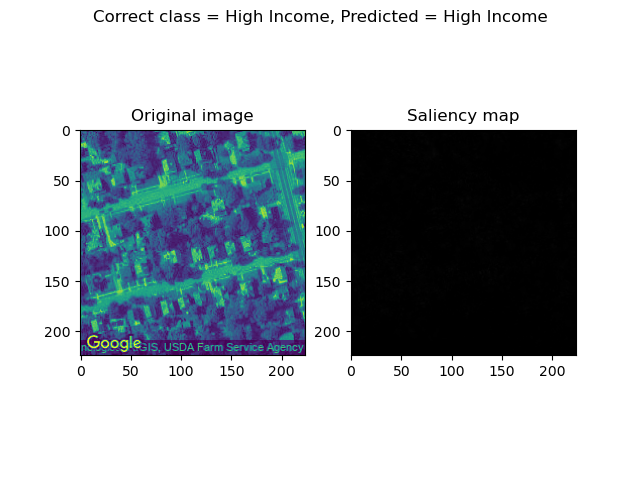 Correct class = High Income, Predicted = High Income
Original image
Saliency map
0
50
100
150
200
0 50 100 150 200
0
50
100
150
200
0 50 100 150 200
Google
GIS, USDA Farm Service Agency